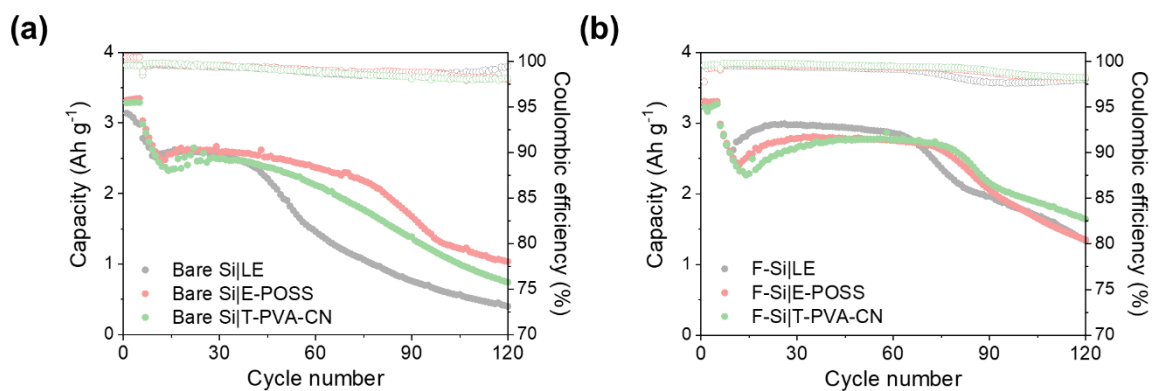 (a)
Capacity (Ah g⁻¹)
4
3
2
1
0
100
95
90
85
80
75
70
Coulombic efficiency (%)
Bare Si|LE
Bare Si|E-POSS
Bare Si|T-PVA-CN
0 30 60 90 120
Cycle number
(b)
Capacity (Ah g⁻¹)
4
3
2
1
0
100
95
90
85
80
75
70
Coulombic efficiency (%)
F-Si|LE
F-Si|E-POSS
F-Si|T-PVA-CN
0 30 60 90 120
Cycle number